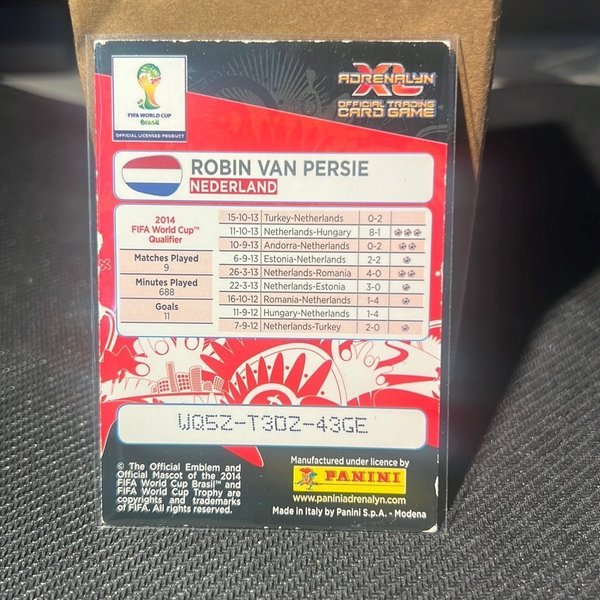 ADRENALYN XL™
OFFICIAL TRADING
CARD GAME
FIFA WORLD CUP
Brasil
OFFICIAL LICENSED PRODUCT
ROBIN VAN PERSIE
NEDERLAND
2014
FIFA World Cup™
Qualifier
Matches Played
9
Minutes Played
688
Goals
11
15-10-13 Turkey-Netherlands 0-2
11-10-13 Netherlands-Hungary 8-1
10-9-13 Andorra-Netherlands 0-2
6-9-13 Estonia-Netherlands 2-2
26-3-13 Netherlands-Romania 4-0
22-3-13 Netherlands-Estonia 3-0
16-10-12 Romania-Netherlands 1-4
11-9-12 Hungary-Netherlands 1-4
7-9-12 Netherlands-Turkey 2-0
WQ5Z-T3DZ-43GE
© The Official Emblem and
Official Mascot of the 2014
FIFA World Cup Brasil™ and
FIFA World Cup Trophy are
copyrights and trademarks
of FIFA. All rights reserved.
Manufactured under licence by
PANINI
www.paniniadrenalyn.com
Made in Italy by Panini S.p.A. - Modena